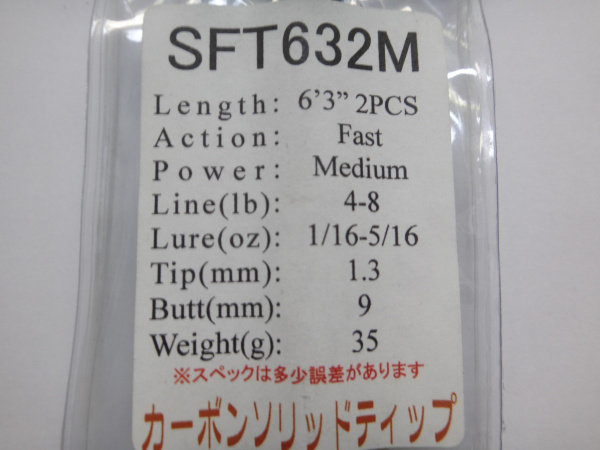 SFT632M
Length: 6'3” 2PCS
Action: Fast
Power: Medium
Line(lb): 4-8
Lure(oz): 1/16-5/16
Tip(mm): 1.3
Butt(mm): 9
Weight(g): 35
※スペックは多少誤差があります
カーボンソリッドティップ